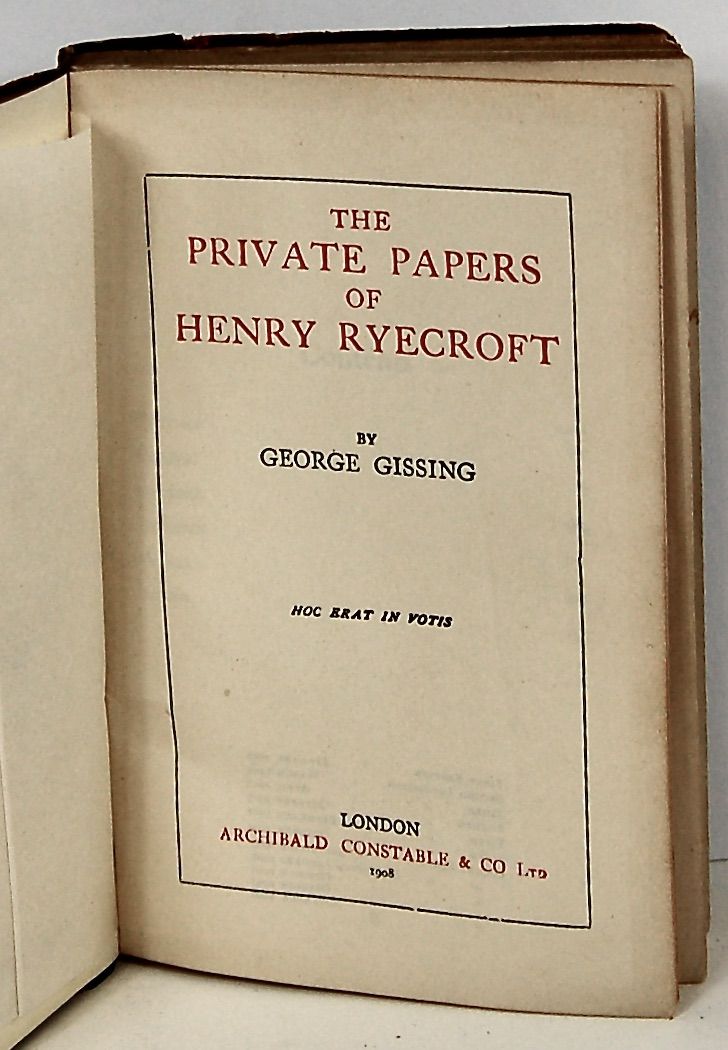 THE
PRIVATE PAPERS
OF
HENRY RYECROFT
BY
GEORGE GISSING
HOC ERAT IN VOTIS
LONDON
ARCHIBALD CONSTABLE & CO LTD
1908